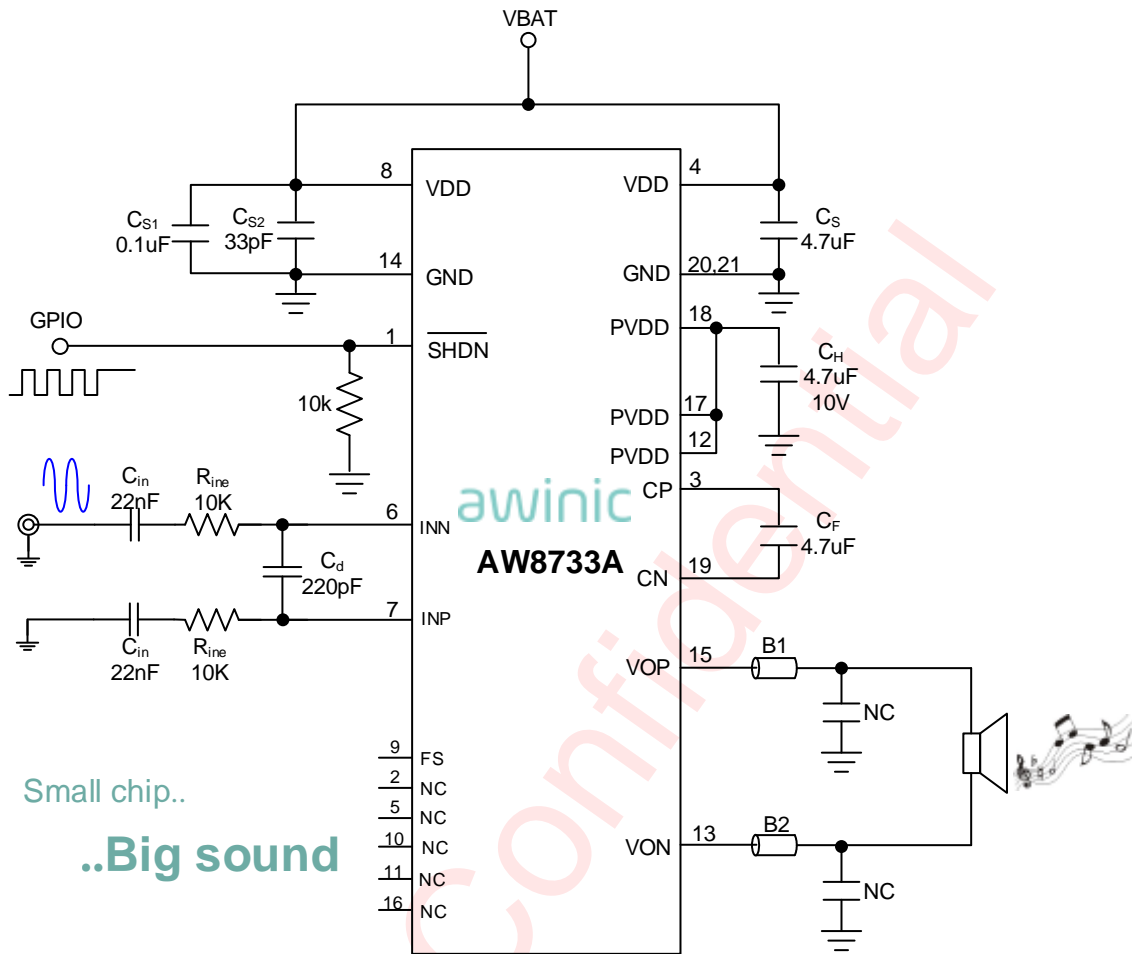 VBAT
8
VDD
4
VDD
CS1
0.1uF
CS2
33pF
CS
4.7uF
14
GND
20,21
GND
GPIO
1
SHDN
18
PVDD
10k
CH
4.7uF
10V
17
PVDD
12
PVDD
Cin
22nF
Rine
10K
awinic
3
CP
6
INN
AW8733A
CF
4.7uF
Cd
220pF
19
CN
7
INP
Cin
22nF
Rine
10K
15
VOP
B1
NC
9
FS
2
NC
5
NC
10
NC
11
NC
16
NC
Small chip..
..Big sound
13
VON
B2
NC
Confidential